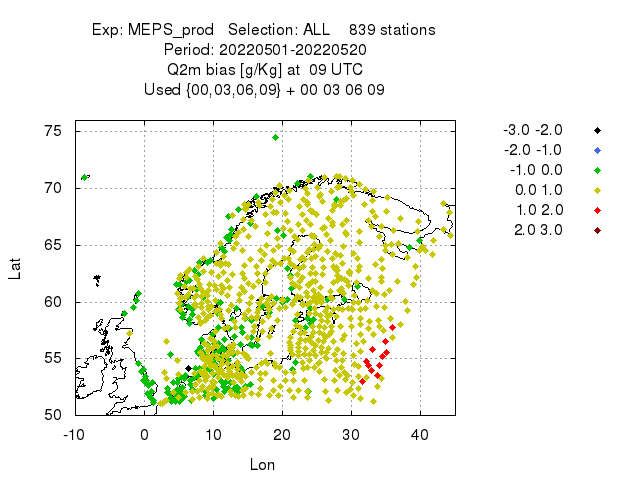 Exp: MEPS_prod   Selection: ALL    839 stations
Period: 20220501-20220520
Q2m bias [g/Kg] at  09 UTC
Used {00,03,06,09} + 00 03 06 09
75
70
65
60
55
50
-10 0 10 20 30 40
Lat
Lon
-3.0 -2.0
-2.0 -1.0
-1.0 0.0
0.0 1.0
1.0 2.0
2.0 3.0